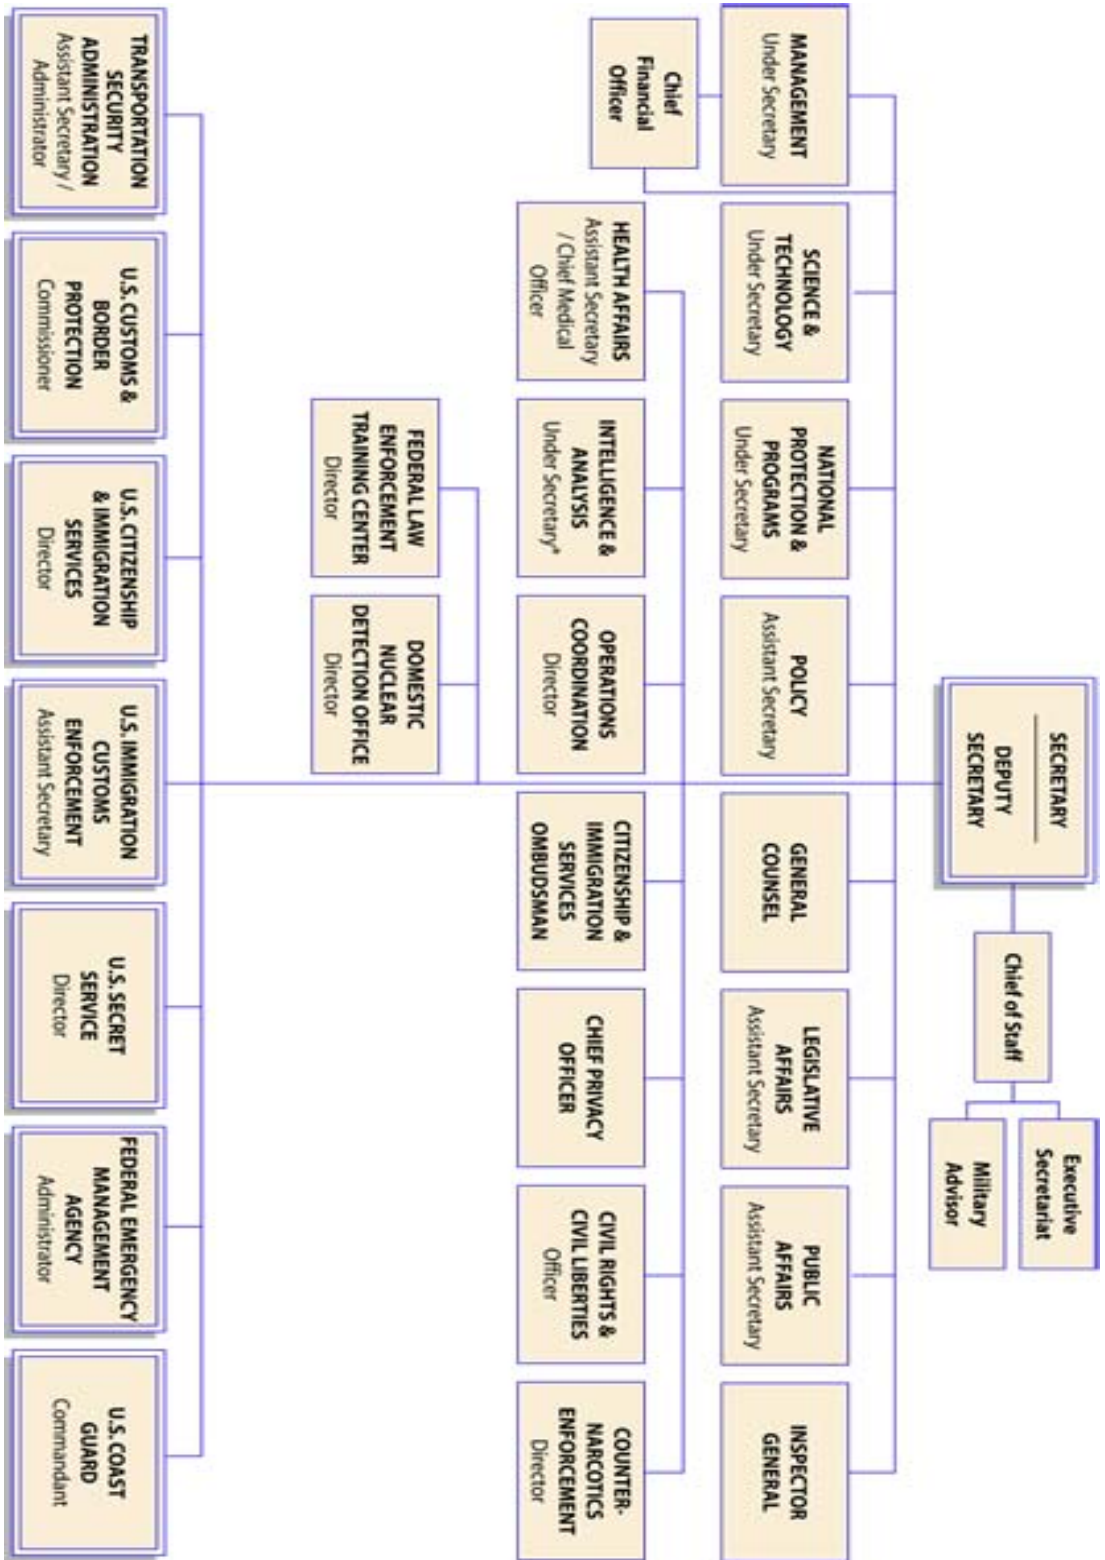 SECRETARY
DEPUTY
SECRETARY
Chief of Staff
Executive
Secretariat
Military
Advisor
MANAGEMENT
Under Secretary
Chief
Financial
Officer
SCIENCE &
TECHNOLOGY
Under Secretary
NATIONAL
PROTECTION &
PROGRAMS
Under Secretary
POLICY
Assistant Secretary
GENERAL
COUNSEL
LEGISLATIVE
AFFAIRS
Assistant Secretary
PUBLIC
AFFAIRS
Assistant Secretary
INSPECTOR
GENERAL
HEALTH AFFAIRS
Assistant Secretary
/ Chief Medical
Officer
INTELLIGENCE &
ANALYSIS
Under Secretary*
OPERATIONS
COORDINATION
Director
CITIZENSHIP &
IMMIGRATION
SERVICES
OMBUDSMAN
CHIEF PRIVACY
OFFICER
CIVIL RIGHTS &
CIVIL LIBERTIES
Officer
COUNTER-
NARCOTICS
ENFORCEMENT
Director
FEDERAL LAW
ENFORCEMENT
TRAINING CENTER
Director
DOMESTIC
NUCLEAR
DETECTION OFFICE
Director
TRANSPORTATION
SECURITY
ADMINISTRATION
Assistant Secretary /
Administrator
U.S. CUSTOMS &
BORDER
PROTECTION
Commissioner
U.S. CITIZENSHIP
& IMMIGRATION
SERVICES
Director
U.S. IMMIGRATION
CUSTOMS
ENFORCEMENT
Assistant Secretary
U.S. SECRET
SERVICE
Director
FEDERAL EMERGENCY
MANAGEMENT
AGENCY
Administrator
U.S. COAST
GUARD
Commandant